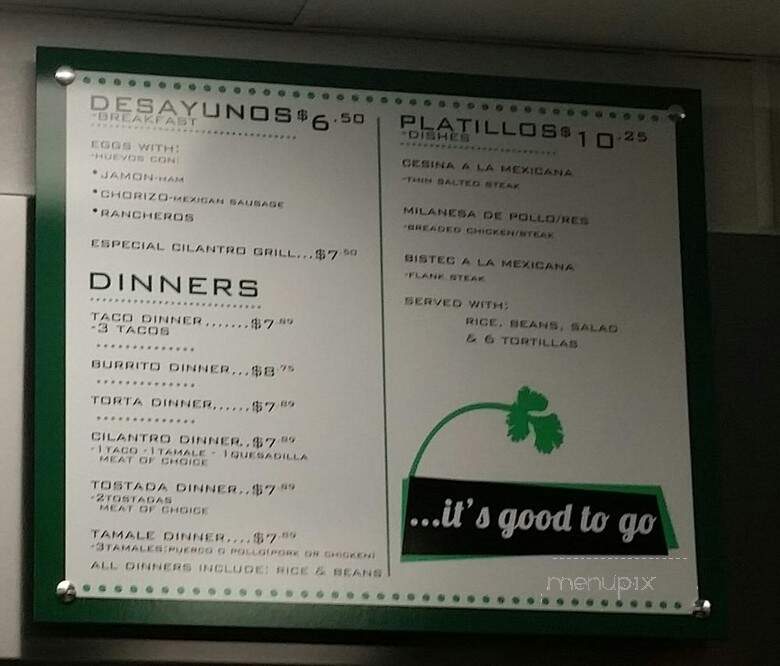 DESAYUNOS $6.50
-BREAKFAST
EGGS WITH:
-HUEVOS CON:
•JAMON-HAM
•CHORIZO-MEXICAN SAUSAGE
•RANCHEROS
ESPECIAL CILANTRO GRILL...$7.50
DINNERS
TACO DINNER.......$7.89
-3 TACOS
BURRITO DINNER...$8.75
TORTA DINNER......$7.89
CILANTRO DINNER..$7.89
-1TACO -1TAMALE - 1QUESADILLA
MEAT OF CHOICE
TOSTADA DINNER..$7.89
-2TOSTADAS
MEAT OF CHOICE
TAMALE DINNER....$7.89
-3TAMALES:PUERCO O POLLO(PORK OR CHICKEN)
ALL DINNERS INCLUDE: RICE & BEANS
PLATILLOS $10.25
-DISHES
CESINA A LA MEXICANA
-THIN SALTED STEAK
MILANESA DE POLLO/RES
-BREADED CHICKEN/STEAK
BISTEC A LA MEXICANA
-FLANK STEAK
SERVED WITH:
RICE, BEANS, SALAD
& 6 TORTILLAS
...it's good to go
menupix